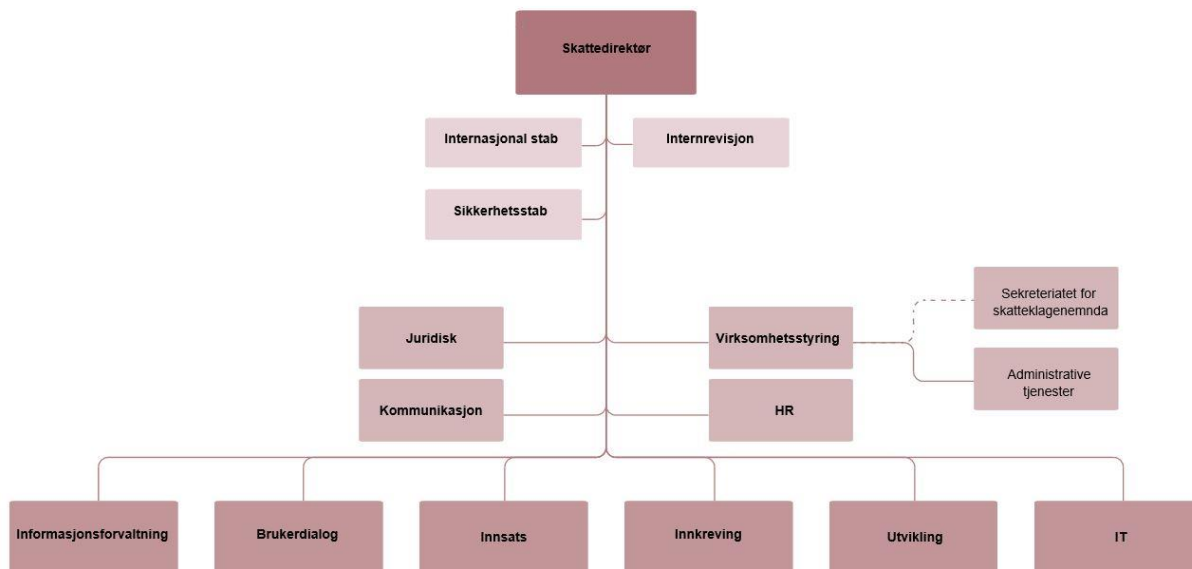 Skattedirektør
Internasjonal stab
Internrevisjon
Sikkerhetsstab
Sekreteriatet for
skatteklagenemnda
Juridisk
Virksomhetsstyring
Administrative
tjenester
Kommunikasjon
HR
Informasjonsforvaltning
Brukerdialog
Innsats
Innkreving
Utvikling
IT